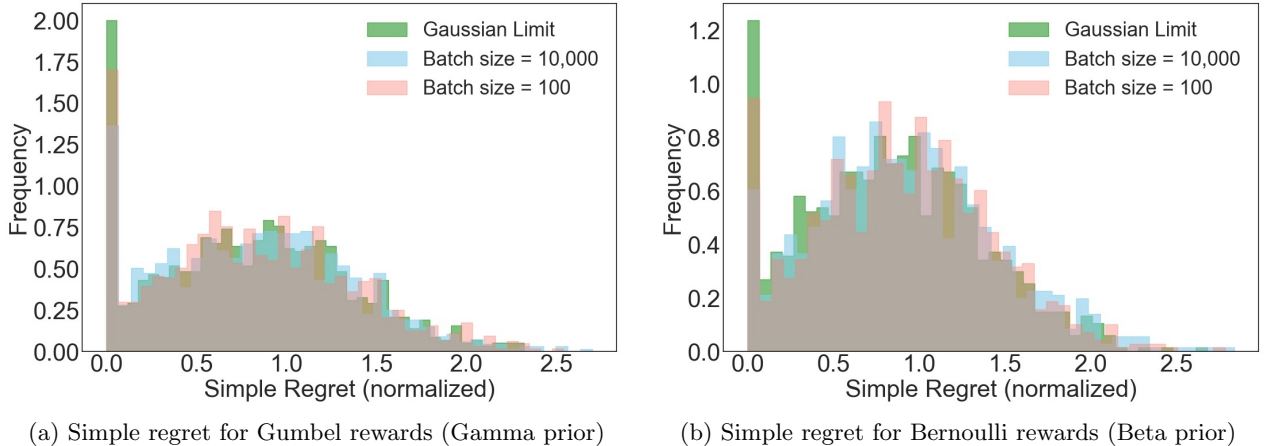 2.00
1.75
1.50
1.25
1.00
0.75
0.50
0.25
0.00
Frequency
Gaussian Limit
Batch size = 10,000
Batch size = 100
0.0 0.5 1.0 1.5 2.0 2.5
Simple Regret (normalized)
(a) Simple regret for Gumbel rewards (Gamma prior)
1.2
1.0
0.8
0.6
0.4
0.2
0.0
Frequency
Gaussian Limit
Batch size = 10,000
Batch size = 100
0.0 0.5 1.0 1.5 2.0 2.5
Simple Regret (normalized)
(b) Simple regret for Bernoulli rewards (Beta prior)